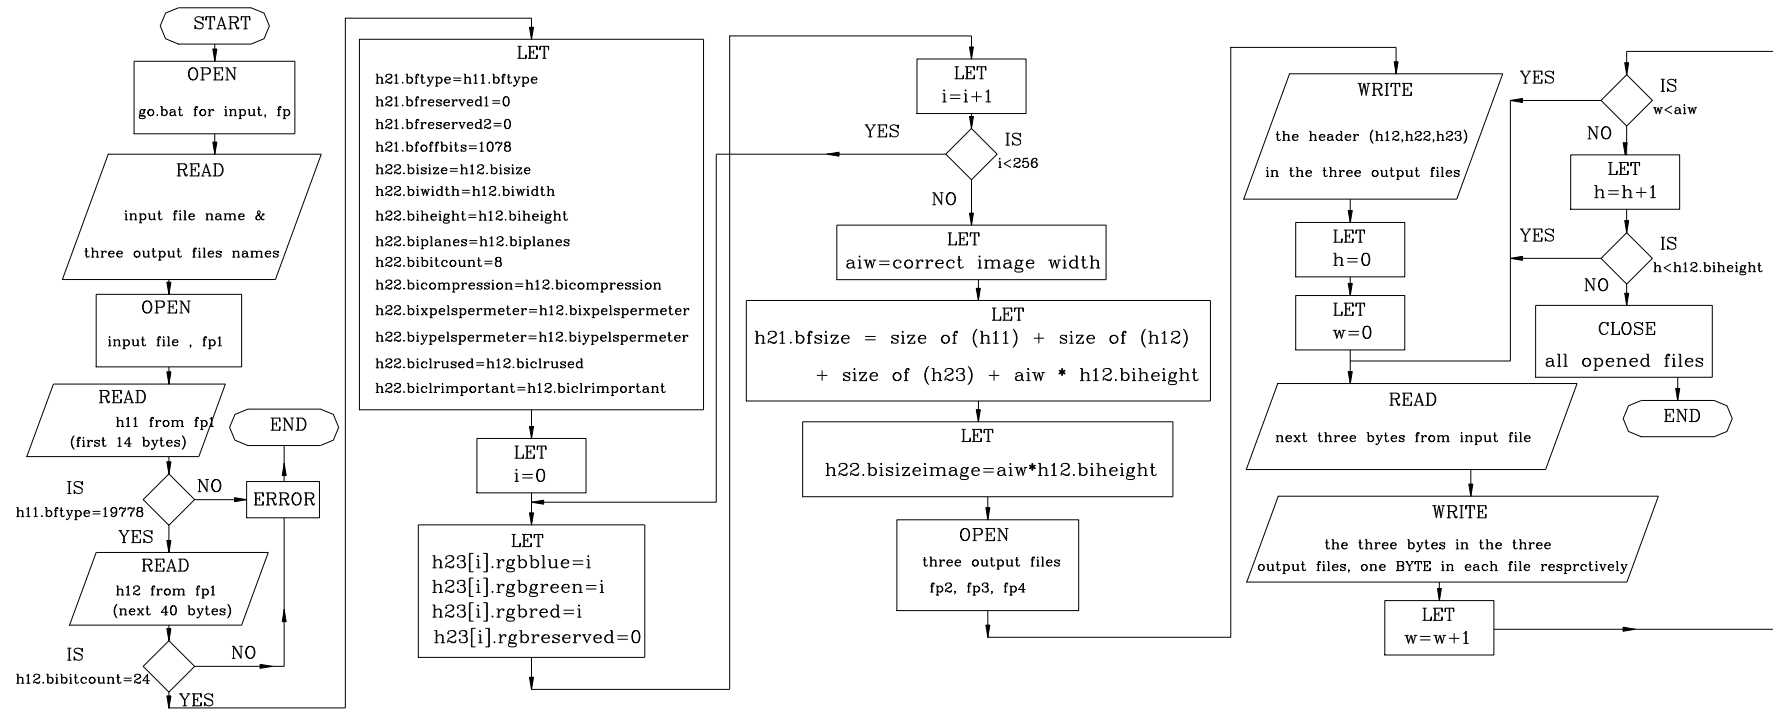 START
OPEN
go.bat for input, fp
READ
input file name &
three output files names
OPEN
input file , fp1
READ
h11 from fp1
(first 14 bytes)
IS
h11.bftype=19778
NO
ERROR
END
YES
READ
h12 from fp1
(next 40 bytes)
IS
h12.bibitcount=24
NO
YES
LET
h21.bftype=h11.bftype
h21.bfreserved1=0
h21.bfreserved2=0
h21.bfoffbits=1078
h22.bisize=h12.bisize
h22.biwidth=h12.biwidth
h22.biheight=h12.biheight
h22.biplanes=h12.biplanes
h22.bibitcount=8
h22.bicompression=h12.bicompression
h22.bixpelspermeter=h12.bixpelspermeter
h22.biypelspermeter=h12.biypelspermeter
h22.biclrused=h12.biclrused
h22.biclrimportant=h12.biclrimportant
LET
i=0
LET
h23[i].rgbblue=i
h23[i].rgbgreen=i
h23[i].rgbred=i
h23[i].rgbreserved=0
LET
i=i+1
YES
IS
i<256
NO
LET
aiw=correct image width
LET
h21.bfsize = size of (h11) + size of (h12)
+ size of (h23) + aiw * h12.biheight
LET
h22.bisizeimage=aiw*h12.biheight
OPEN
three output files
fp2, fp3, fp4
WRITE
the header (h12,h22,h23)
in the three output files
LET
h=0
LET
w=0
READ
next three bytes from input file
WRITE
the three bytes in the three
output files, one BYTE in each file resprctively
LET
w=w+1
YES
IS
w<aiw
NO
LET
h=h+1
YES
IS
h<h12.biheight
NO
CLOSE
all opened files
END